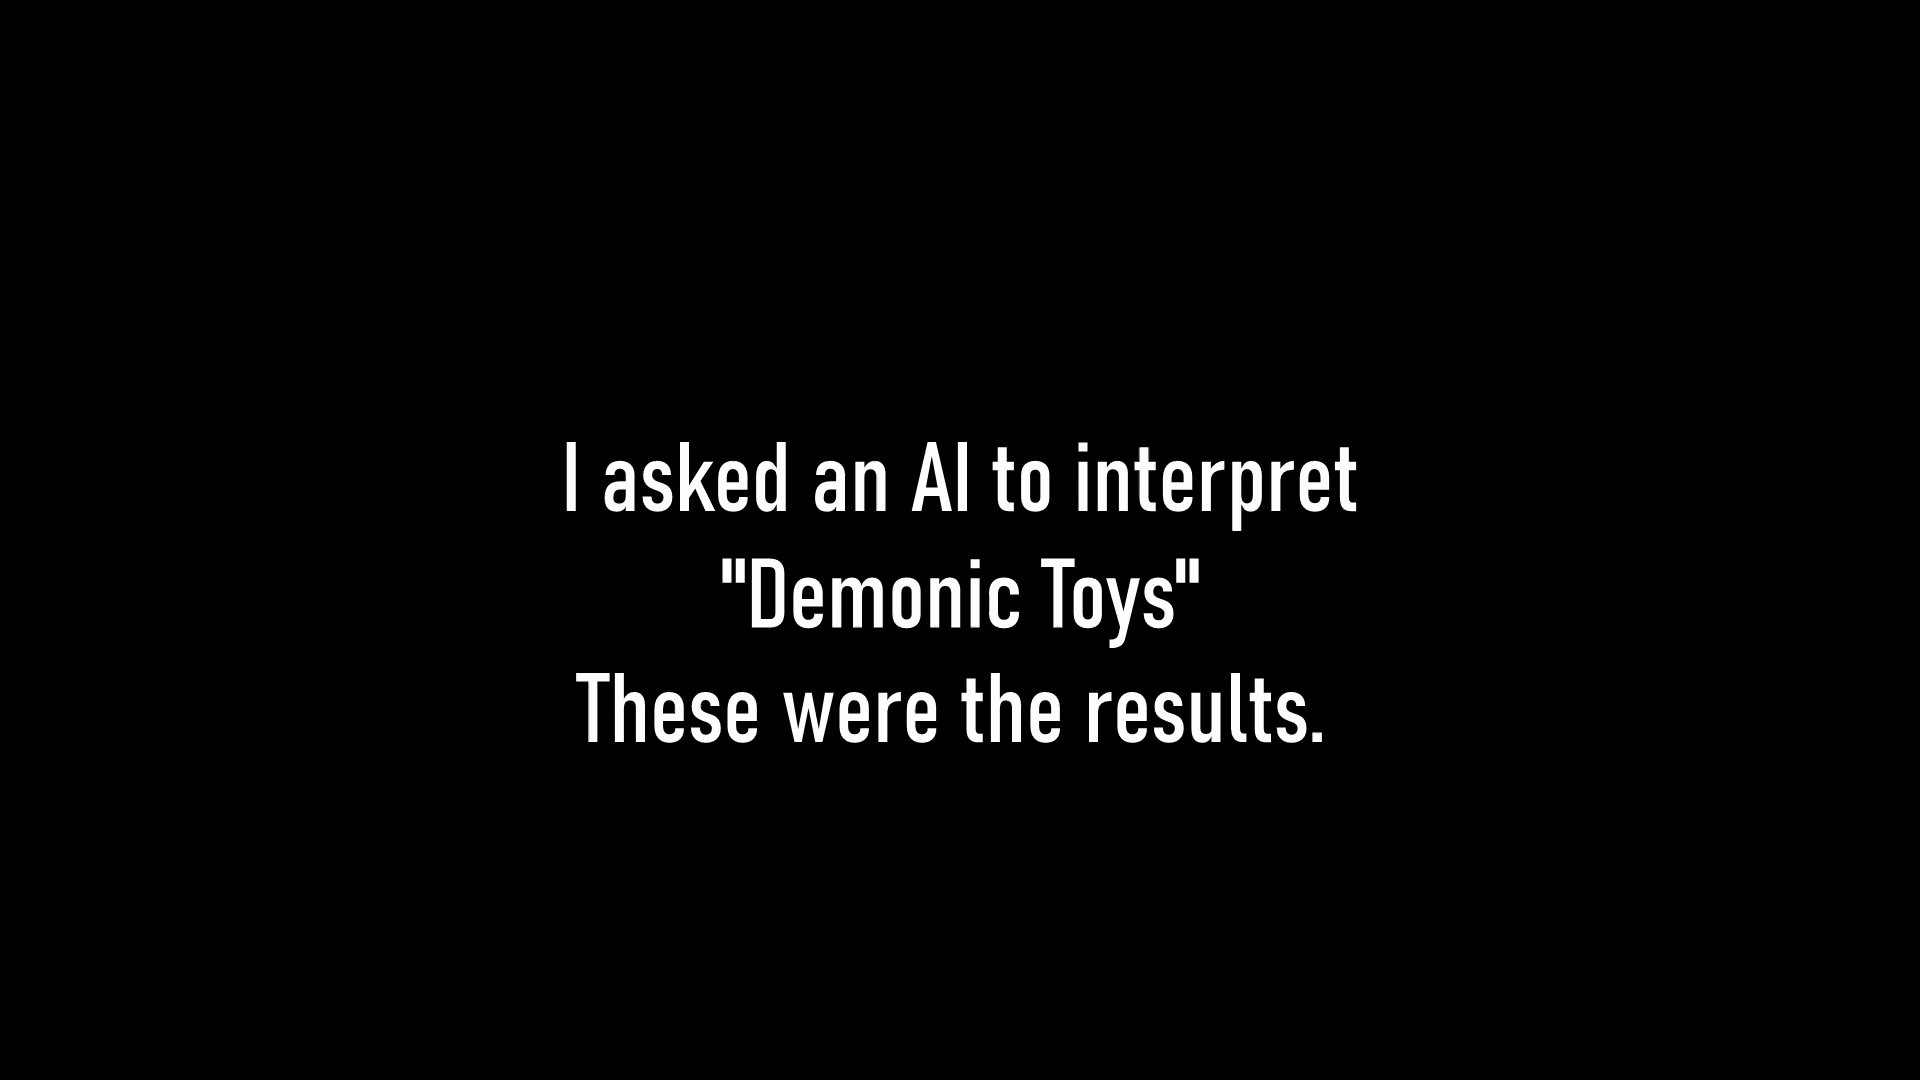 I asked an AI to interpret
"Demonic Toys"
These were the results.